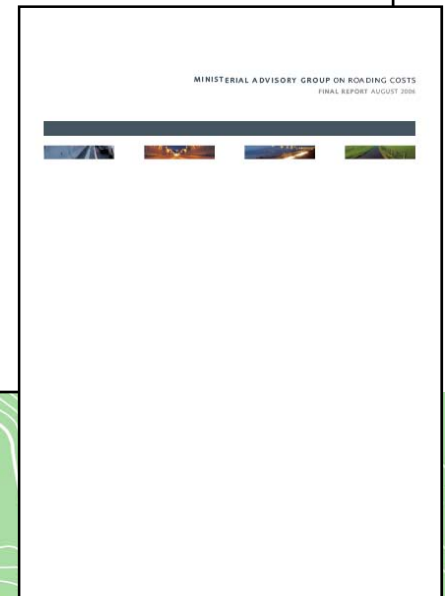 MINISTERIAL ADVISORY GROUP ON ROADING COSTS
FINAL REPORT AUGUST 2006